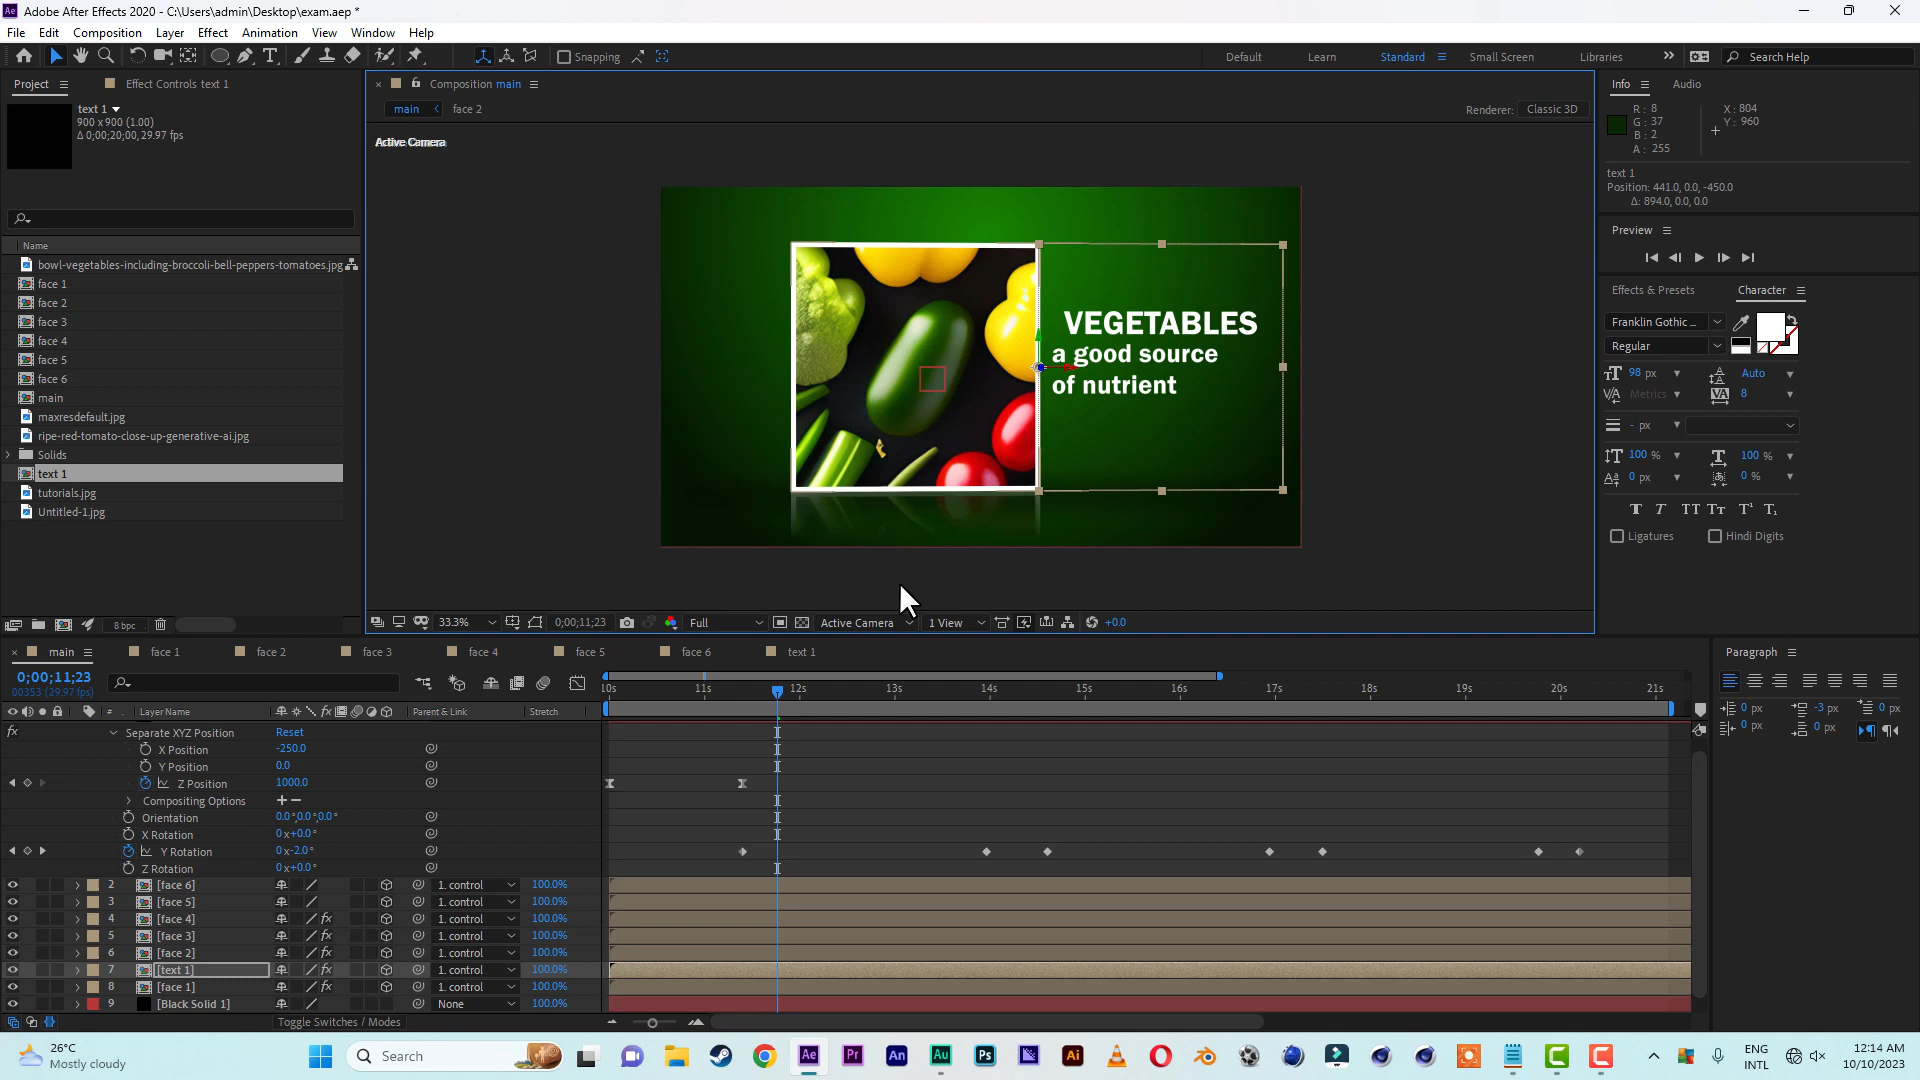 Adobe After Effects 2020 - C:\Users\admin\Desktop\exam.aep *
File Edit Composition Layer Effect Animation View Window Help
Snapping
Default Learn Standard Small Screen Libraries Search Help
Project Effect Controls text 1
text 1
900 x 900 (1.00)
Δ 0;00;20;00, 29.97 fps
Name
bowl-vegetables-including-broccoli-bell-peppers-tomatoes.jpg
face 1
face 2
face 3
face 4
face 5
face 6
main
maxresdefault.jpg
ripe-red-tomato-close-up-generative-ai.jpg
Solids
text 1
tutorials.jpg
Untitled-1.jpg
8 bpc
Composition main
main face 2
Renderer: Classic 3D
Active Camera
VEGETABLES
a good source
of nutrient
33.3% 0;00;11;23 Full Active Camera 1 View +0.0
Info Audio
R: 8 X: 804
G: 37 Y: 960
B: 2
A: 255
text 1
Position: 441.0, 0.0, -450.0
Δ: 894.0, 0.0, 0.0
Preview
Effects & Presets Character
Franklin Gothic ...
Regular
98 px Auto
Metrics 8
- px
100 % 100 %
0 px 0 %
Ligatures Hindi Digits
main face 1 face 2 face 3 face 4 face 5 face 6 text 1
0;00;11;23
00353 (29.97 fps)
10s 11s 12s 13s 14s 15s 16s 17s 18s 19s 20s 21s
# Layer Name Parent & Link Stretch
Separate XYZ Position Reset
X Position -250.0
Y Position 0.0
Z Position 1000.0
Compositing Options
Orientation 0.0°,0.0°,0.0°
X Rotation 0x+0.0°
Y Rotation 0x-2.0°
Z Rotation 0x+0.0°
2 [face 6] 1. control 100.0%
3 [face 5] 1. control 100.0%
4 [face 4] 1. control 100.0%
5 [face 3] 1. control 100.0%
6 [face 2] 1. control 100.0%
7 [text 1] 1. control 100.0%
8 [face 1] 1. control 100.0%
9 [Black Solid 1] None 100.0%
Toggle Switches / Modes
Paragraph
0 px -3 px 0 px
0 px 0 px
26°C
Mostly cloudy
Search
ENG
INTL
12:14 AM
10/10/2023